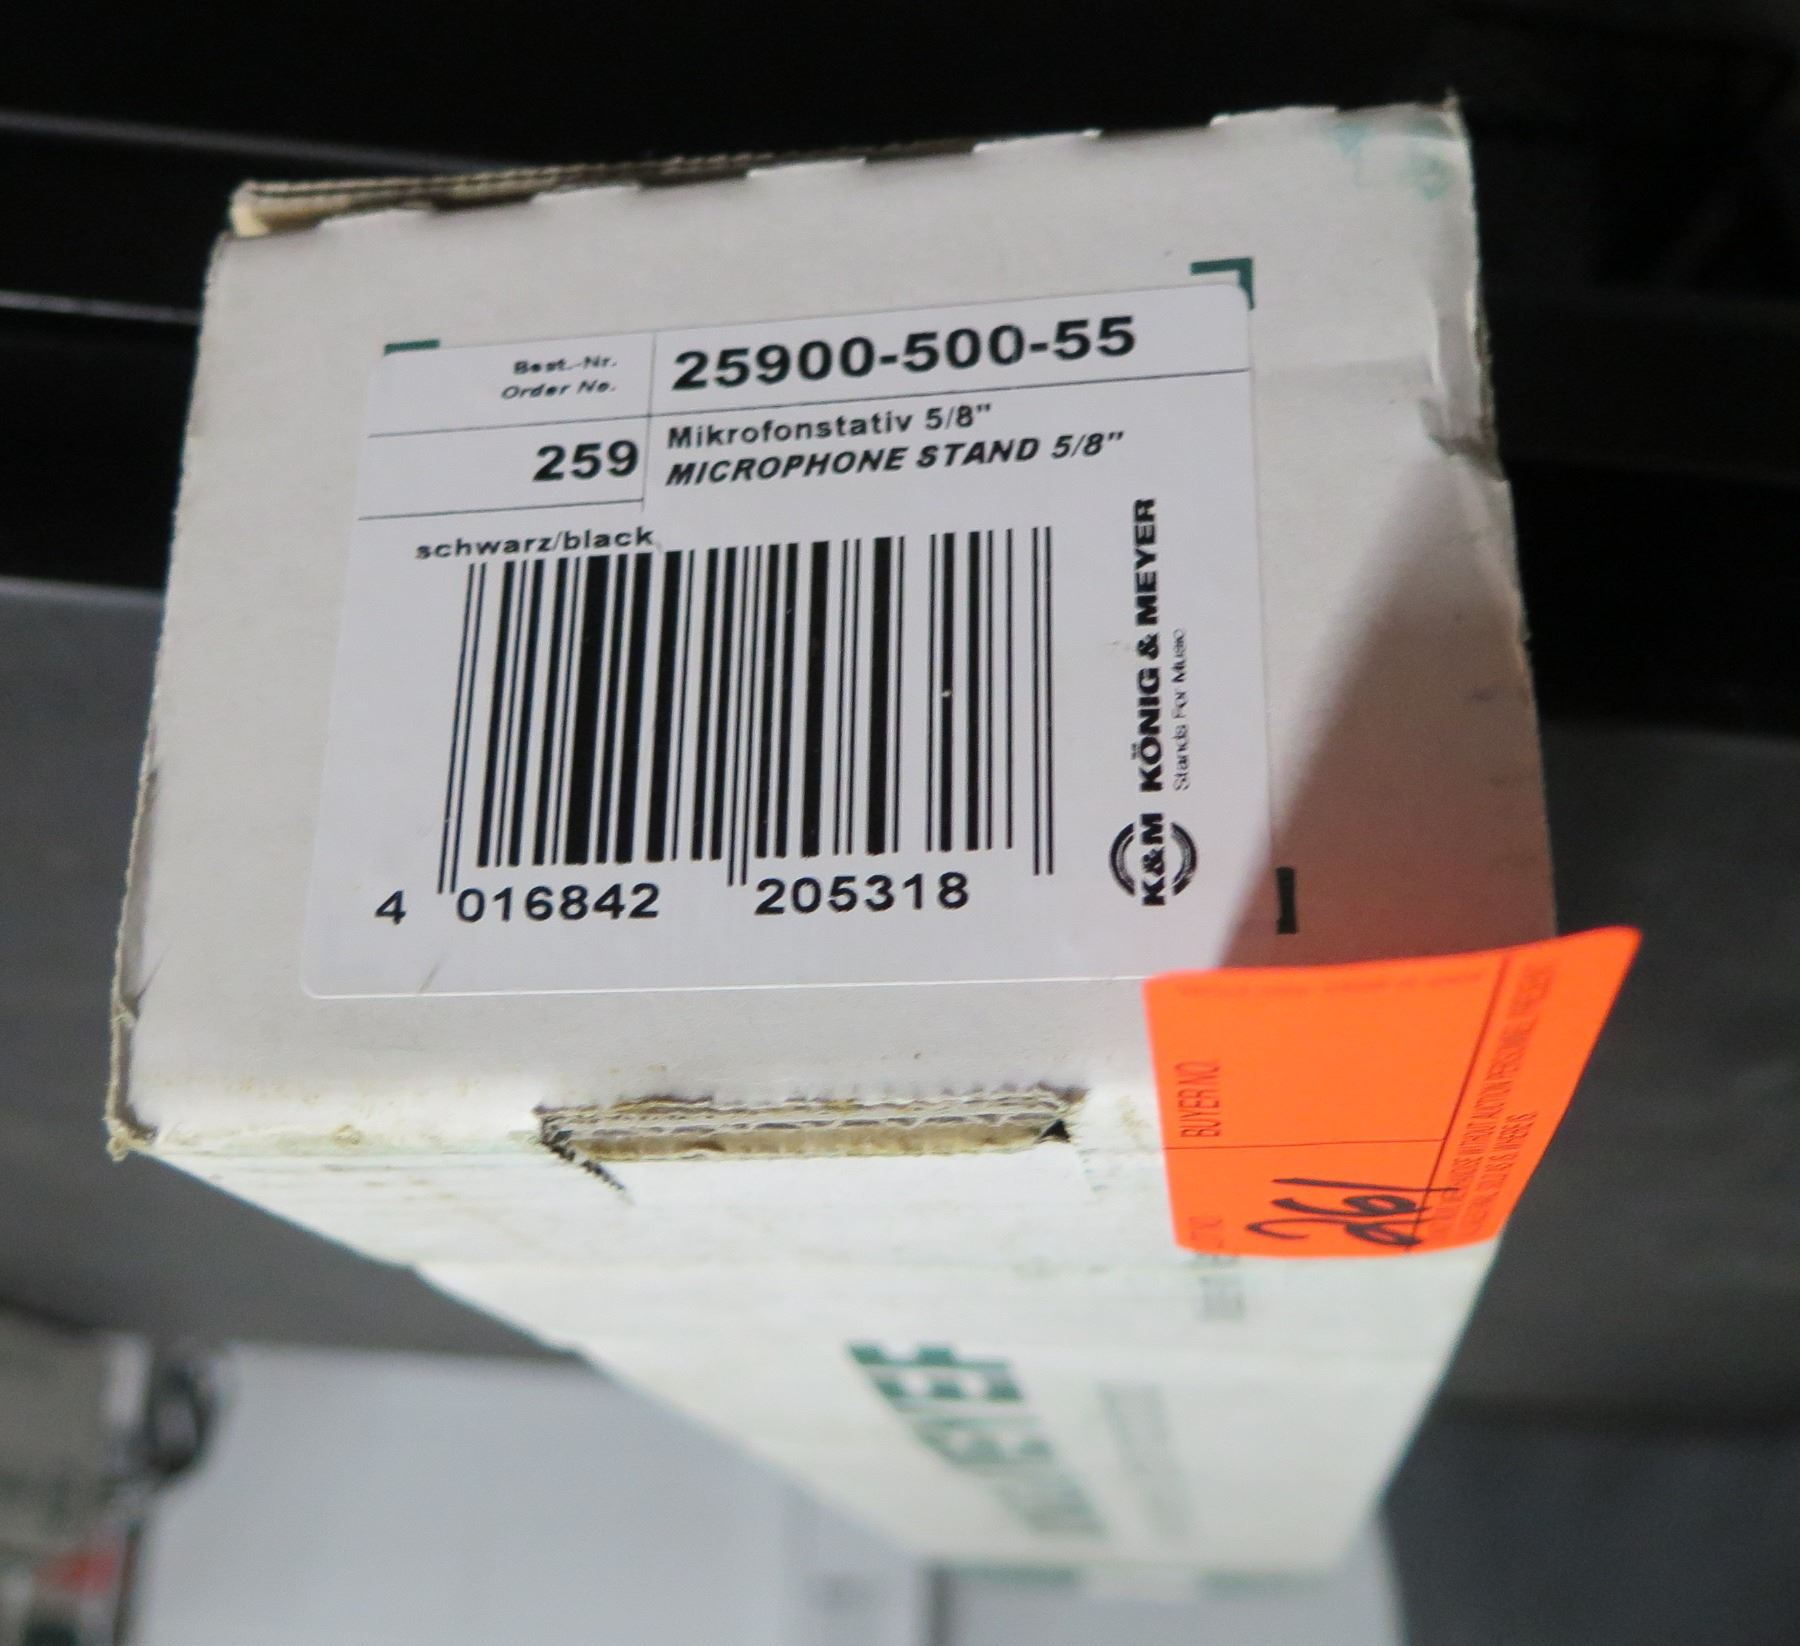 Best.-Nr.
Order No.
25900-500-55
259
Mikrofonstativ 5/8"
MICROPHONE STAND 5/8"
schwarz/black
4 016842 205318
K&M KÖNIG & MEYER
Stands For Music
BUYER NO.
261